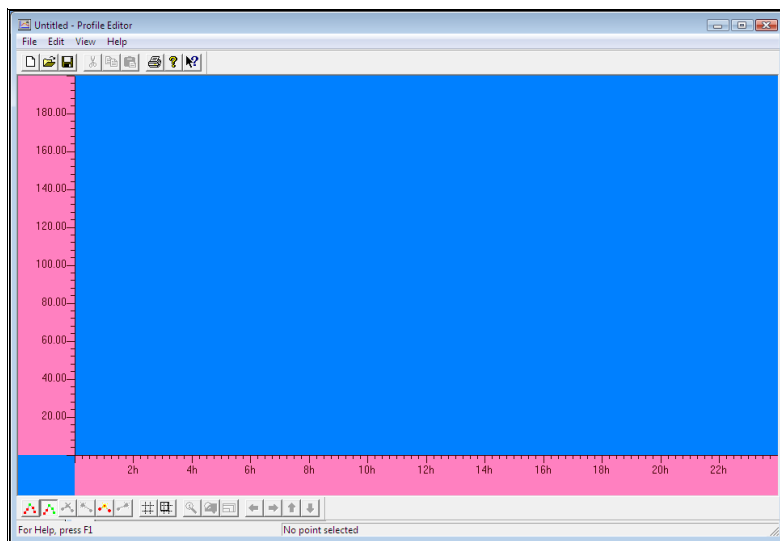 Untitled - Profile Editor
File Edit View Help
180.00
160.00
140.00
120.00
100.00
80.00
60.00
40.00
20.00
2h 4h 6h 8h 10h 12h 14h 16h 18h 20h 22h
For Help, press F1 No point selected